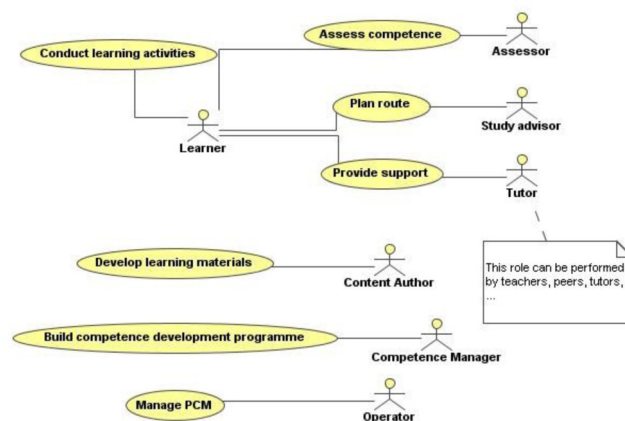 Assess competence
Assessor
Conduct learning activities
Plan route
Study advisor
Learner
Provide support
Tutor
This role can be performed
by teachers, peers, tutors,
...
Develop learning materials
Content Author
Build competence development programme
Competence Manager
Manage PCM
Operator